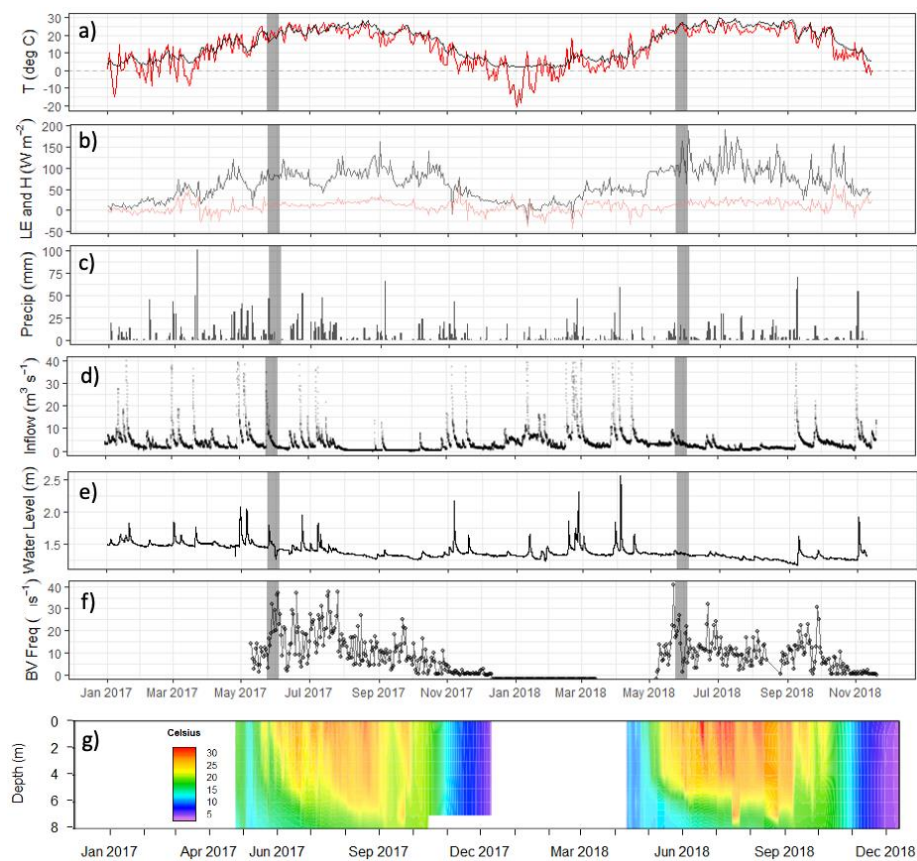 a)
T (deg C)
30
20
10
0
-10
-20
b)
LE and H (W m⁻²)
200
150
100
50
0
-50
c)
Precip (mm)
100
75
50
25
0
d)
Inflow (m³ s⁻¹)
40
30
20
10
0
e)
Water Level (m)
2.5
2.0
1.5
f)
BV Freq
40
30
20
10
0
Jan 2017 Mar 2017 May 2017 Jul 2017 Sep 2017 Nov 2017 Jan 2018 Mar 2018 May 2018 Jul 2018 Sep 2018 Nov 2018
g)
Depth (m)
0
2
4
6
8
Celsius
30
25
20
15
10
5
Jan 2017 Apr 2017 Jun 2017 Sep 2017 Dec 2017 Mar 2018 Jun 2018 Sep 2018 Dec 2018